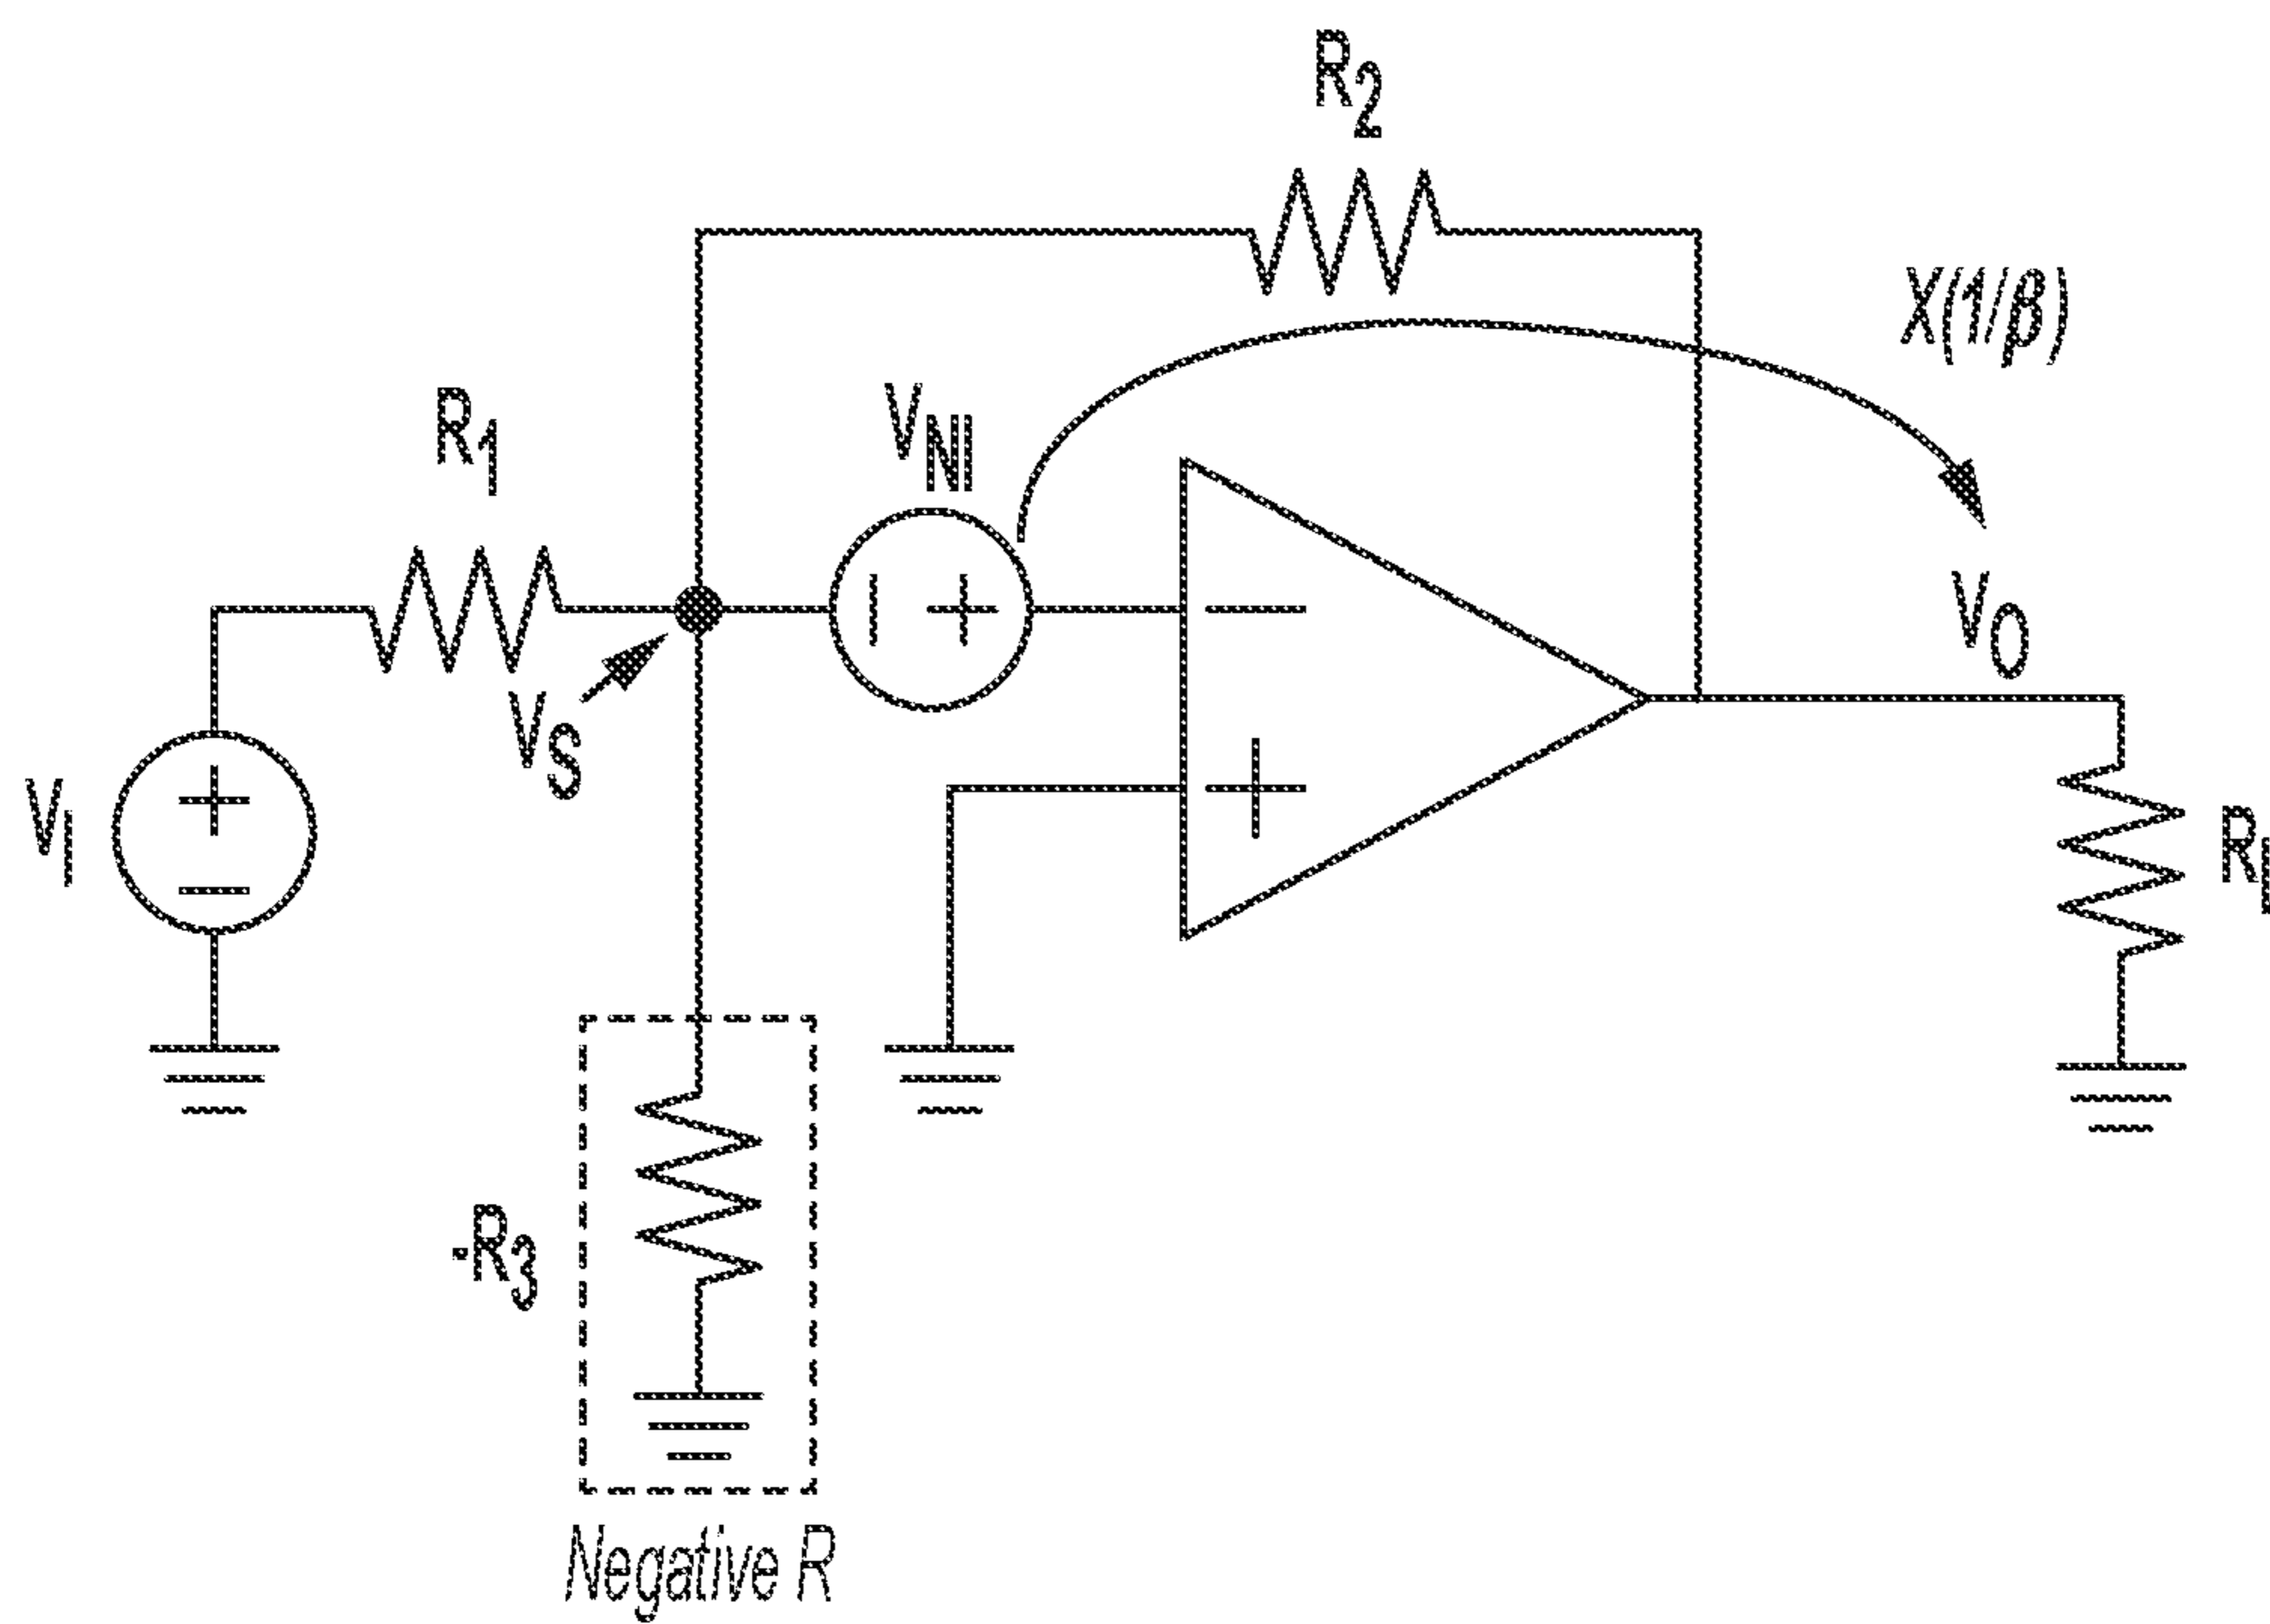 R2
X(1/β)
R1
VNI
VO
VS
VI
RL
-R3
Negative R